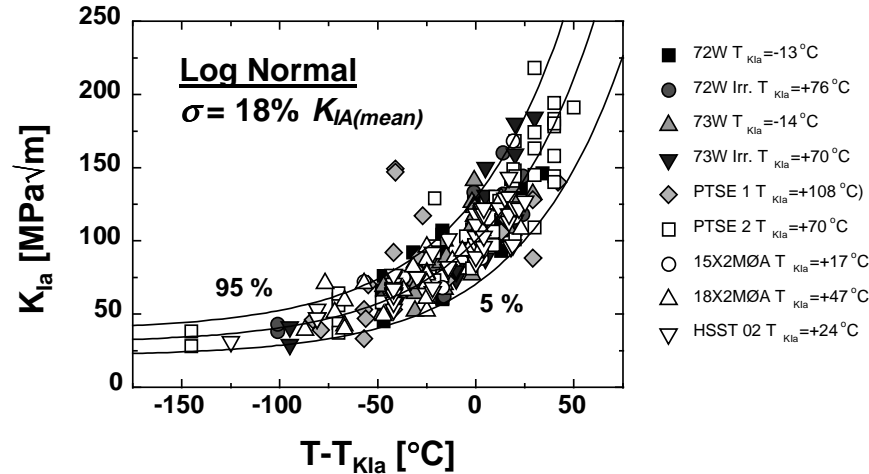 250
200
150
100
50
0
K_Ia [MPa√m]
Log Normal
σ = 18% K_IA(mean)
95 %
5 %
-150 -100 -50 0 50
T-T_KIa [°C]
72W T_KIa=-13°C
72W Irr. T_KIa=+76°C
73W T_KIa=-14°C
73W Irr. T_KIa=+70°C
PTSE 1 T_KIa=+108°C)
PTSE 2 T_KIa=+70°C
15X2MØA T_KIa=+17°C
18X2MØA T_KIa=+47°C
HSST 02 T_KIa=+24°C